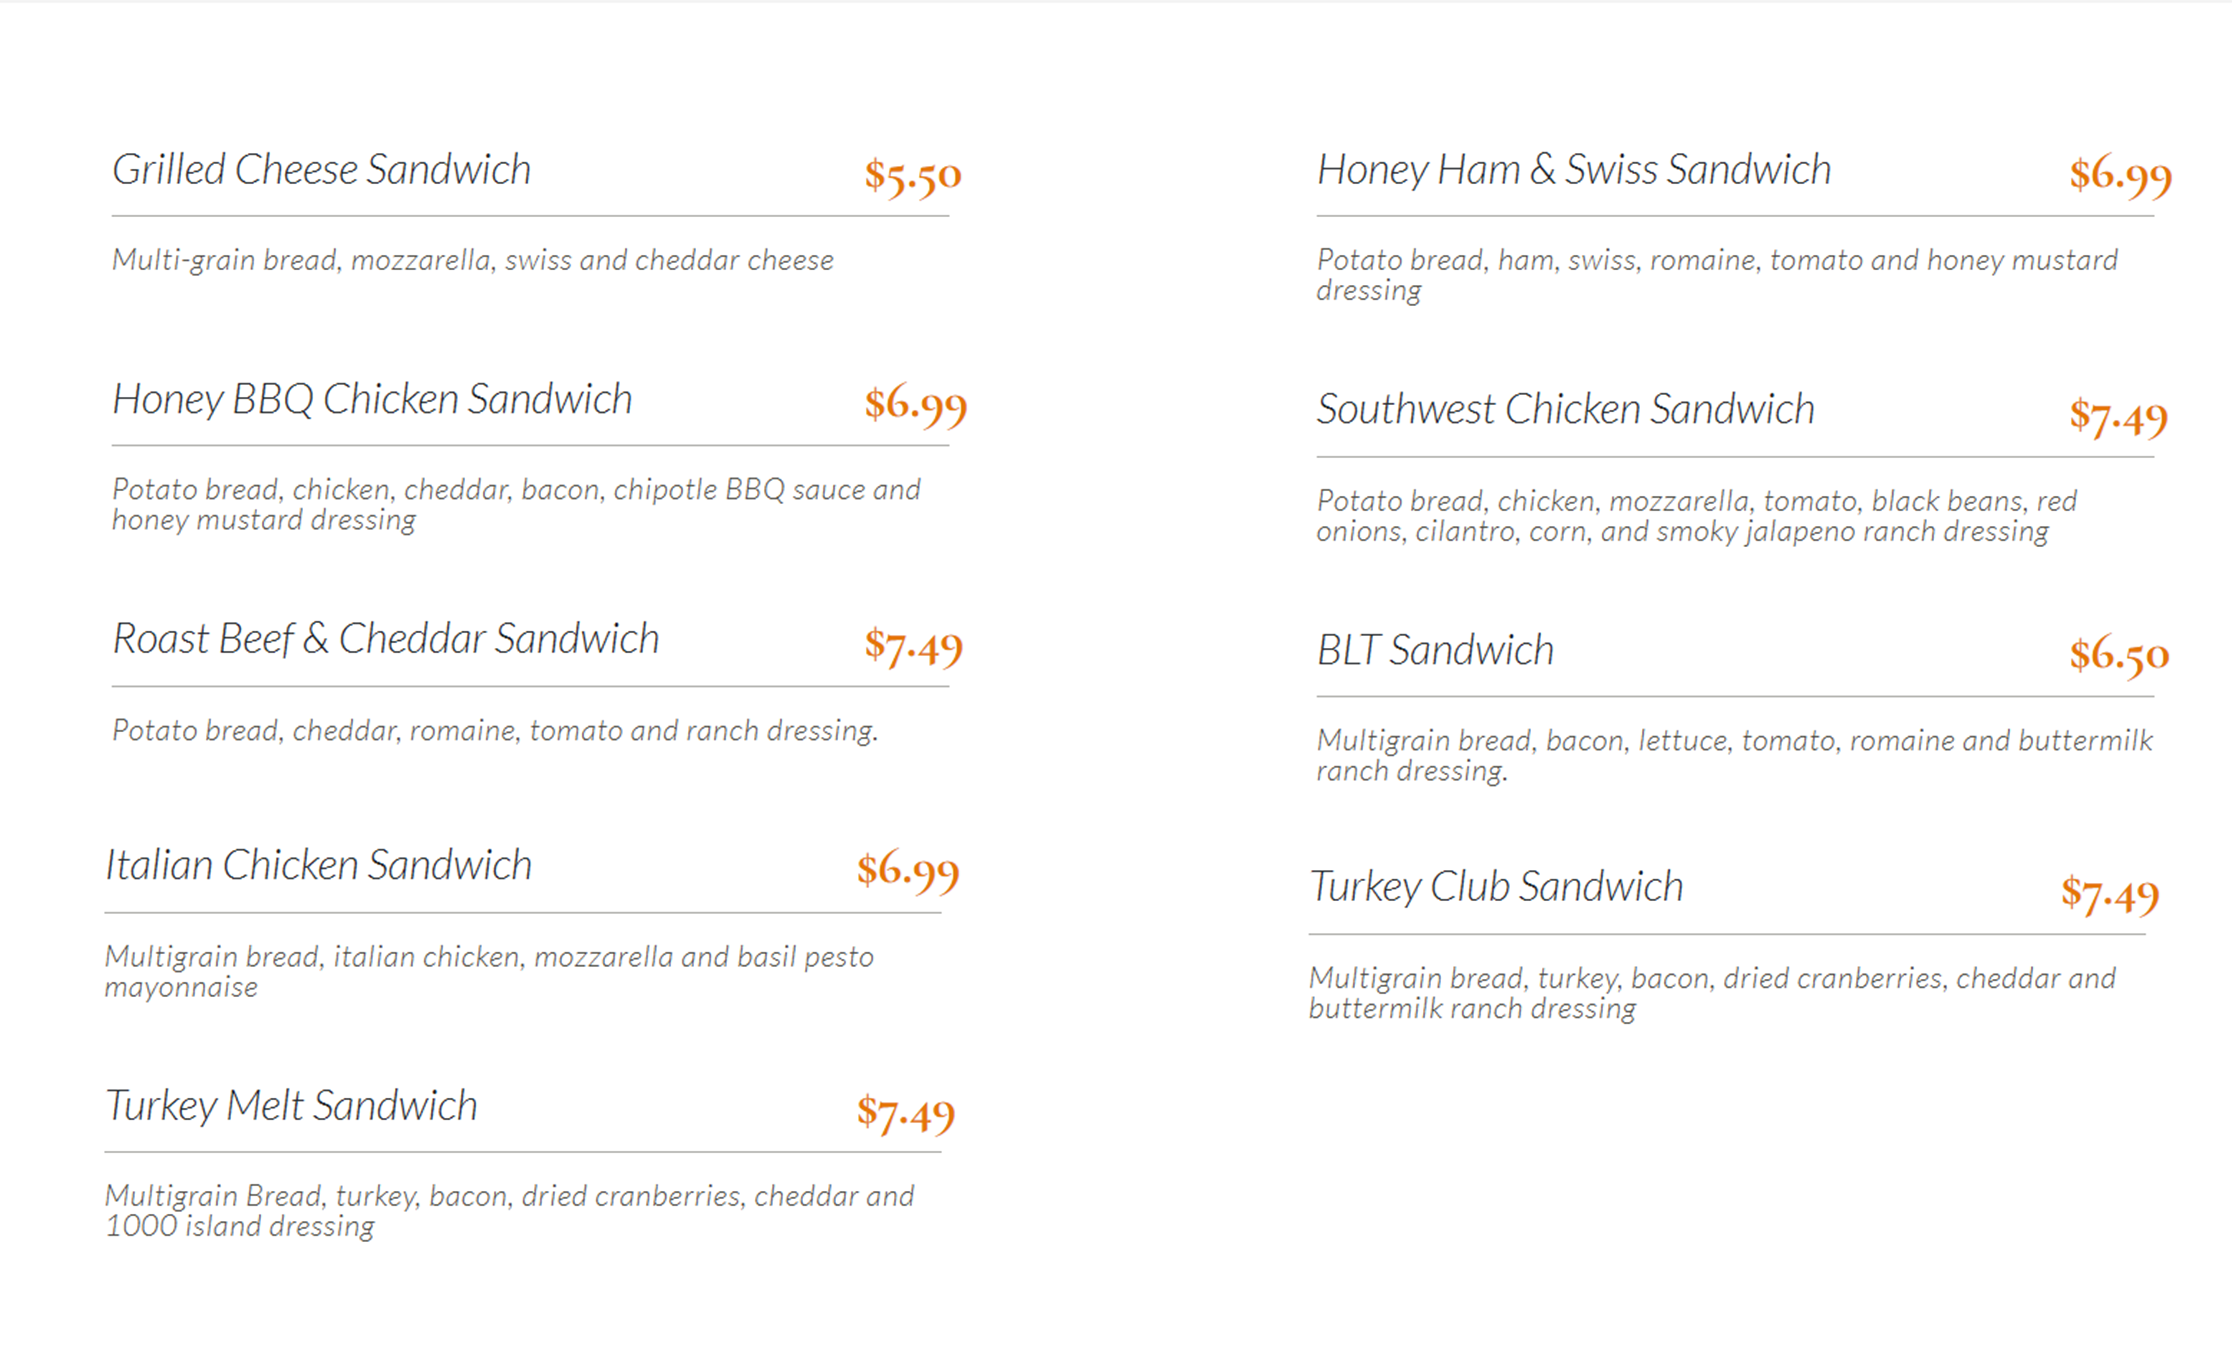 Grilled Cheese Sandwich $5.50
Multi-grain bread, mozzarella, swiss and cheddar cheese
Honey BBQ Chicken Sandwich $6.99
Potato bread, chicken, cheddar, bacon, chipotle BBQ sauce and
honey mustard dressing
Roast Beef & Cheddar Sandwich $7.49
Potato bread, cheddar, romaine, tomato and ranch dressing.
Italian Chicken Sandwich $6.99
Multigrain bread, italian chicken, mozzarella and basil pesto
mayonnaise
Turkey Melt Sandwich $7.49
Multigrain Bread, turkey, bacon, dried cranberries, cheddar and
1000 island dressing
Honey Ham & Swiss Sandwich $6.99
Potato bread, ham, swiss, romaine, tomato and honey mustard
dressing
Southwest Chicken Sandwich $7.49
Potato bread, chicken, mozzarella, tomato, black beans, red
onions, cilantro, corn, and smoky jalapeno ranch dressing
BLT Sandwich $6.50
Multigrain bread, bacon, lettuce, tomato, romaine and buttermilk
ranch dressing.
Turkey Club Sandwich $7.49
Multigrain bread, turkey, bacon, dried cranberries, cheddar and
buttermilk ranch dressing